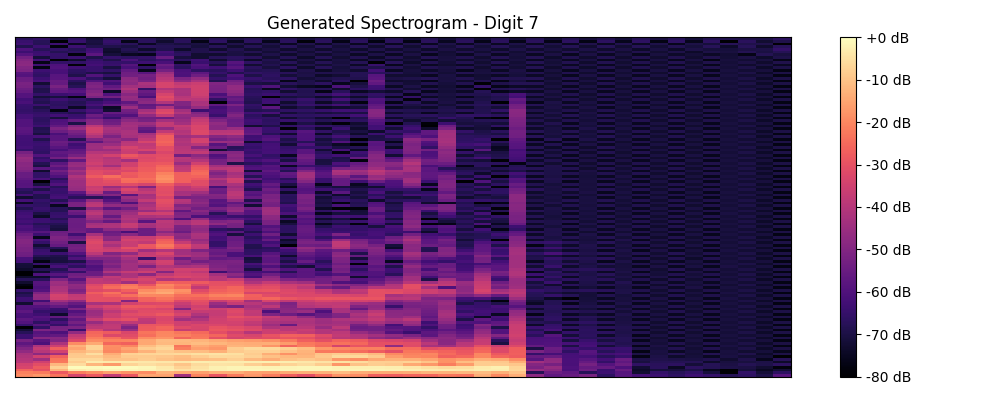 Generated Spectrogram - Digit 7
+0 dB
-10 dB
-20 dB
-30 dB
-40 dB
-50 dB
-60 dB
-70 dB
-80 dB